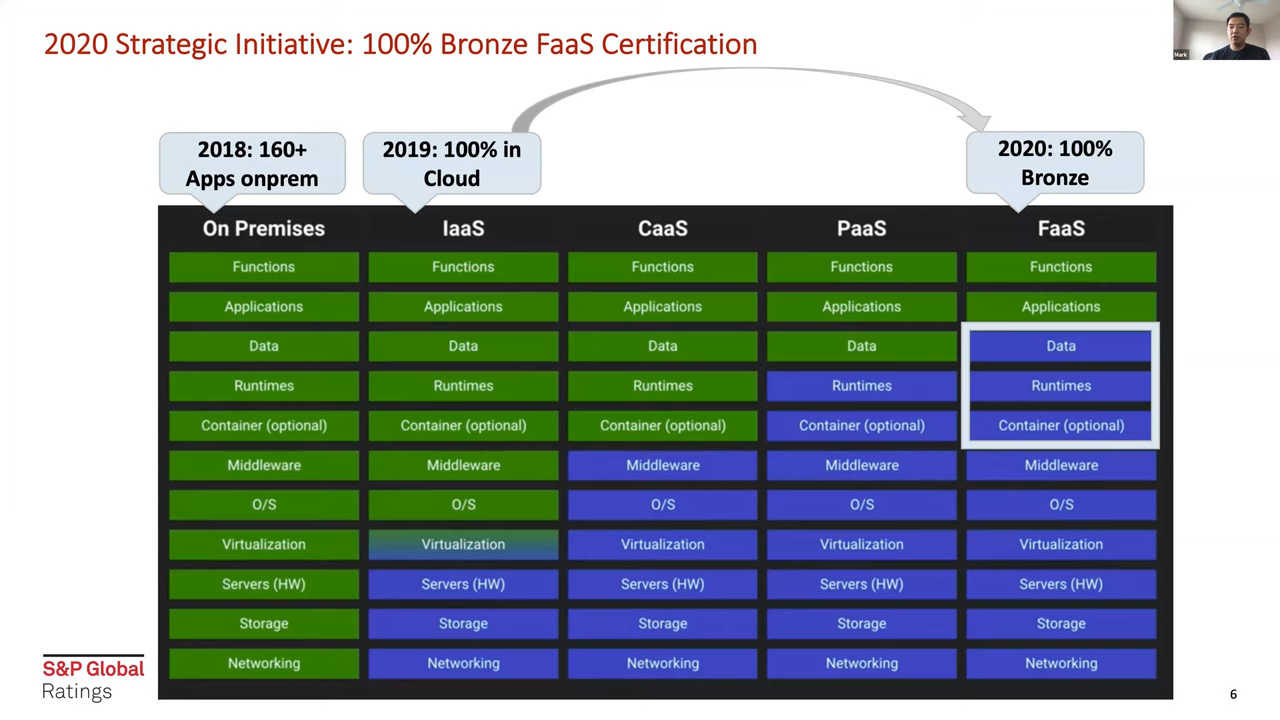 2020 Strategic Initiative: 100% Bronze FaaS Certification
Mark
2018: 160+
Apps onprem
2019: 100% in
Cloud
2020: 100%
Bronze
On Premises IaaS CaaS PaaS FaaS
Functions Functions Functions Functions Functions
Applications Applications Applications Applications Applications
Data Data Data Data Data
Runtimes Runtimes Runtimes Runtimes Runtimes
Container (optional) Container (optional) Container (optional) Container (optional) Container (optional)
Middleware Middleware Middleware Middleware Middleware
O/S O/S O/S O/S O/S
Virtualization Virtualization Virtualization Virtualization Virtualization
Servers (HW) Servers (HW) Servers (HW) Servers (HW) Servers (HW)
Storage Storage Storage Storage Storage
Networking Networking Networking Networking Networking
S&P Global
Ratings
6